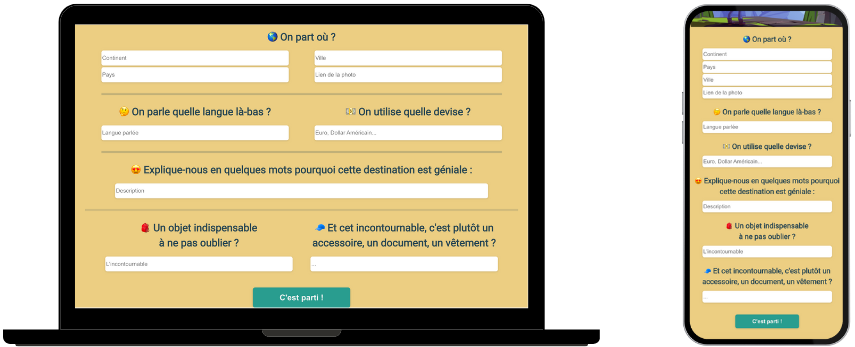 🌎 On part où ?
Continent
Ville
Pays
Lien de la photo
🤔 On parle quelle langue là-bas ?
💱 On utilise quelle devise ?
Langue parlée
Euro, Dollar Américain...
😍 Explique-nous en quelques mots pourquoi cette destination est géniale :
Description
🎒 Un objet indispensable
à ne pas oublier ?
🧢 Et cet incontournable, c'est plutôt un
accessoire, un document, un vêtement ?
L'incontournable
...
C'est parti !
🌎 On part où ?
Continent
Pays
Ville
Lien de la photo
🤔 On parle quelle langue là-bas ?
Langue parlée
💱 On utilise quelle devise ?
Euro, Dollar Américain...
😍 Explique-nous en quelques mots pourquoi
cette destination est géniale :
Description
🎒 Un objet indispensable
à ne pas oublier ?
L'incontournable
🧢 Et cet incontournable, c'est plutôt un
accessoire, un document, un vêtement ?
...
C'est parti !